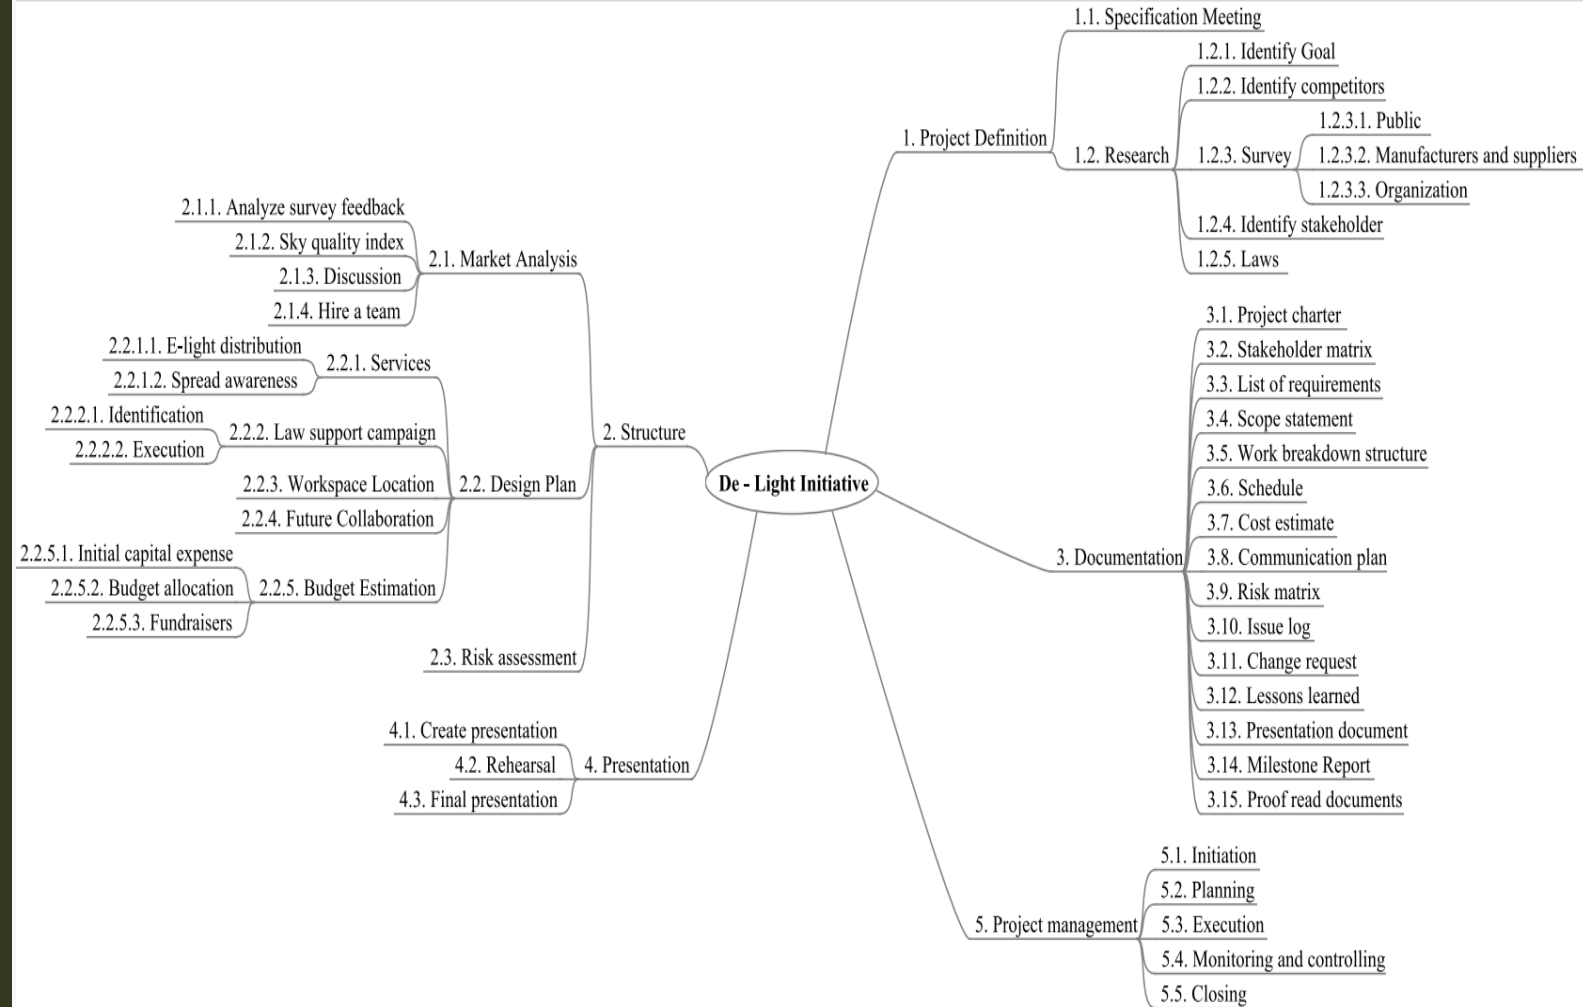 De - Light Initiative
1. Project Definition
1.1. Specification Meeting
1.2. Research
1.2.1. Identify Goal
1.2.2. Identify competitors
1.2.3. Survey
1.2.3.1. Public
1.2.3.2. Manufacturers and suppliers
1.2.3.3. Organization
1.2.4. Identify stakeholder
1.2.5. Laws
2. Structure
2.1. Market Analysis
2.1.1. Analyze survey feedback
2.1.2. Sky quality index
2.1.3. Discussion
2.1.4. Hire a team
2.2. Design Plan
2.2.1. Services
2.2.1.1. E-light distribution
2.2.1.2. Spread awareness
2.2.2. Law support campaign
2.2.2.1. Identification
2.2.2.2. Execution
2.2.3. Workspace Location
2.2.4. Future Collaboration
2.2.5. Budget Estimation
2.2.5.1. Initial capital expense
2.2.5.2. Budget allocation
2.2.5.3. Fundraisers
2.3. Risk assessment
3. Documentation
3.1. Project charter
3.2. Stakeholder matrix
3.3. List of requirements
3.4. Scope statement
3.5. Work breakdown structure
3.6. Schedule
3.7. Cost estimate
3.8. Communication plan
3.9. Risk matrix
3.10. Issue log
3.11. Change request
3.12. Lessons learned
3.13. Presentation document
3.14. Milestone Report
3.15. Proof read documents
4. Presentation
4.1. Create presentation
4.2. Rehearsal
4.3. Final presentation
5. Project management
5.1. Initiation
5.2. Planning
5.3. Execution
5.4. Monitoring and controlling
5.5. Closing